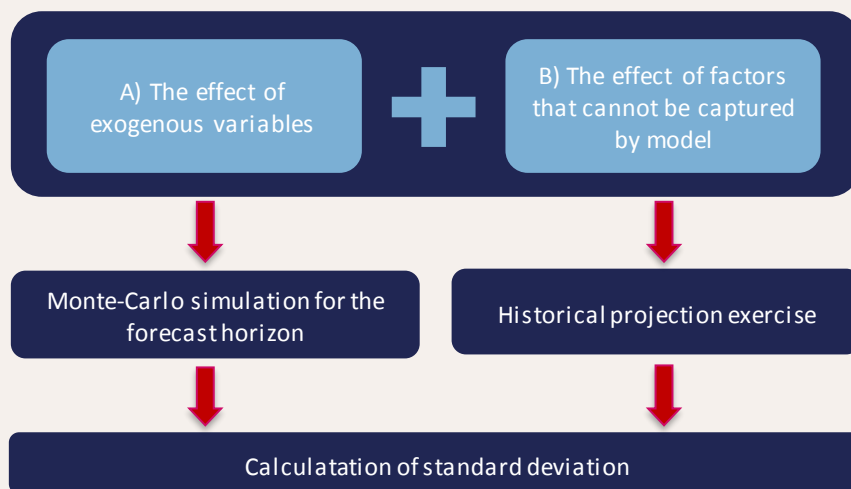 A) The effect of
exogenous variables
B) The effect of factors
that cannot be captured
by model
Monte-Carlo simulation for the
forecast horizon
Historical projection exercise
Calculatation of standard deviation